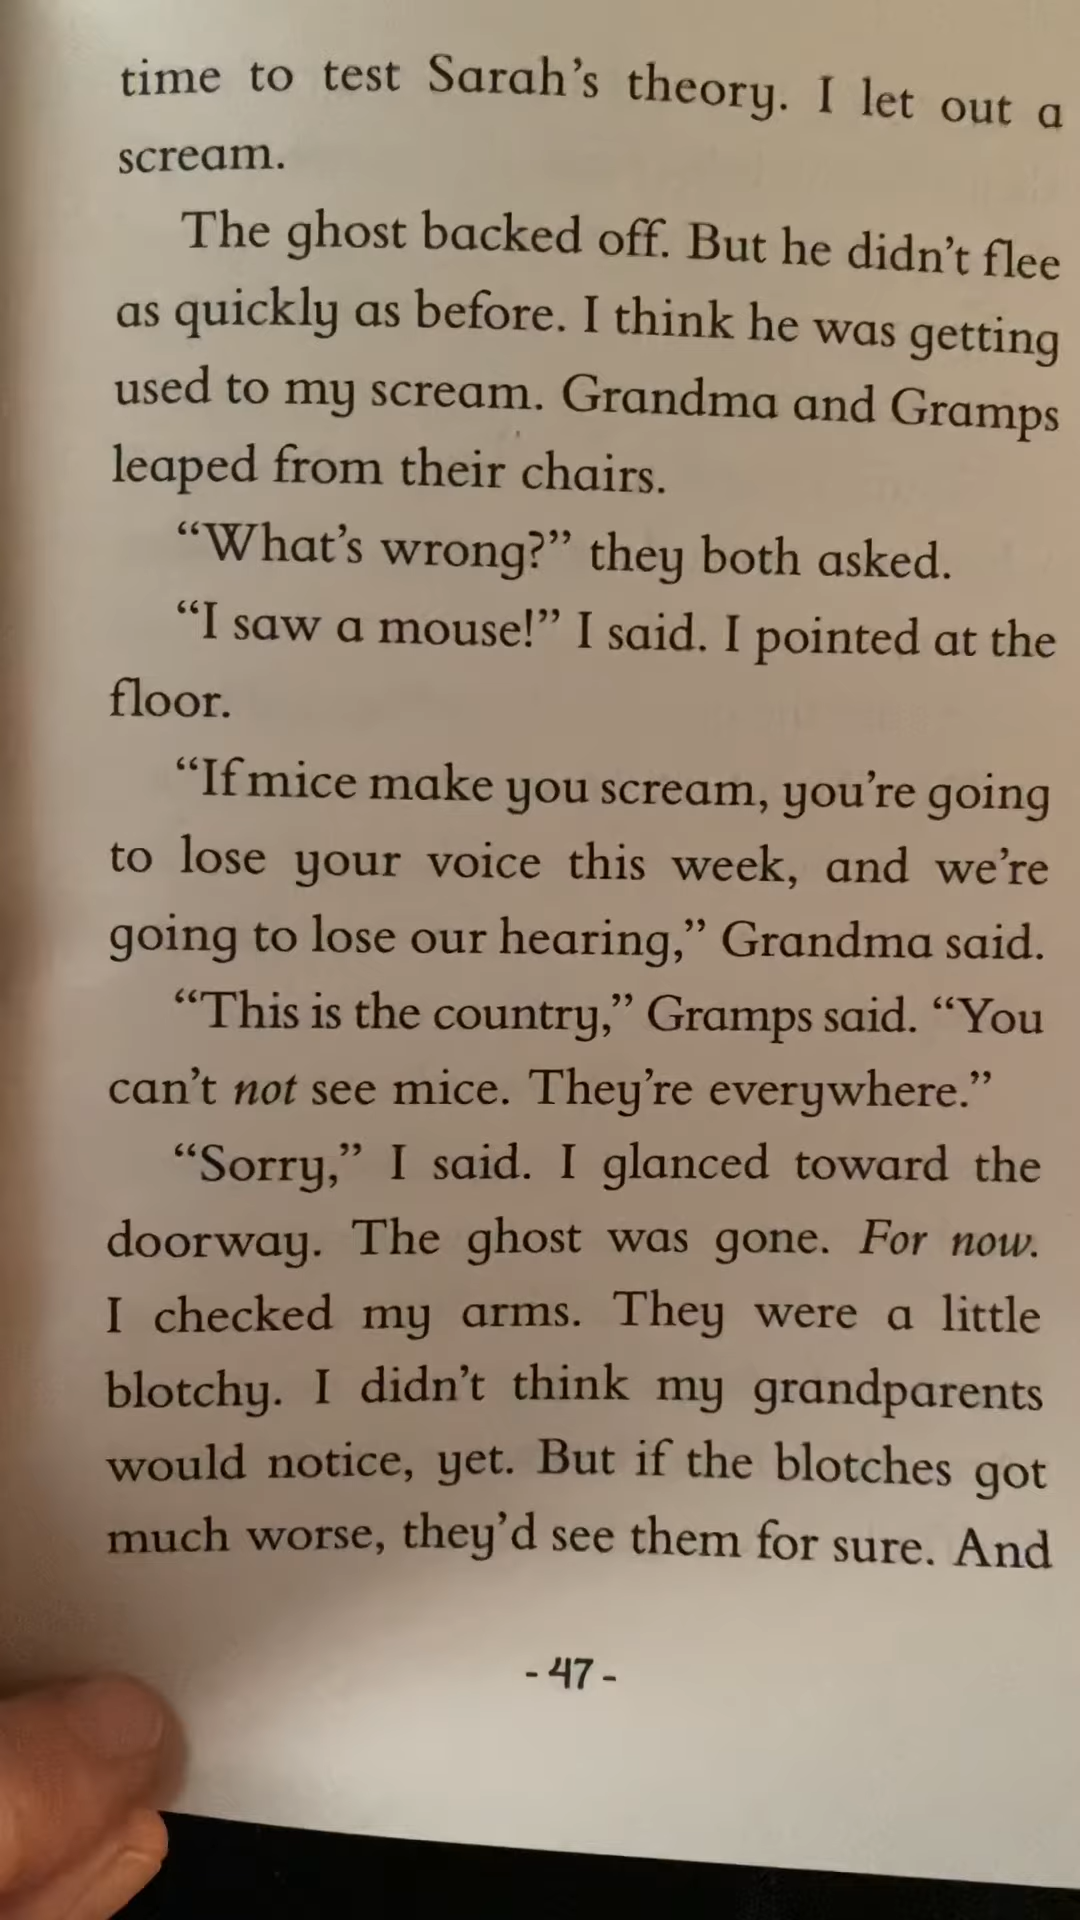 time to test Sarah’s theory. I let out a
scream.
The ghost backed off. But he didn’t flee
as quickly as before. I think he was getting
used to my scream. Grandma and Gramps
leaped from their chairs.
“What’s wrong?” they both asked.
“I saw a mouse!” I said. I pointed at the
floor.
“If mice make you scream, you’re going
to lose your voice this week, and we’re
going to lose our hearing,” Grandma said.
“This is the country,” Gramps said. “You
can’t not see mice. They’re everywhere.”
“Sorry,” I said. I glanced toward the
doorway. The ghost was gone. For now.
I checked my arms. They were a little
blotchy. I didn’t think my grandparents
would notice, yet. But if the blotches got
much worse, they’d see them for sure. And
- 47 -